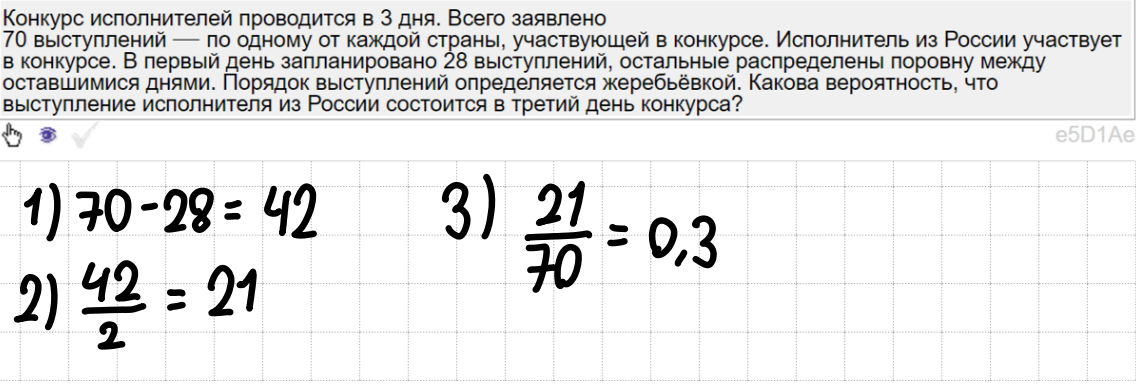 Конкурс исполнителей проводится в 3 дня. Всего заявлено
70 выступлений — по одному от каждой страны, участвующей в конкурсе. Исполнитель из России участвует
в конкурсе. В первый день запланировано 28 выступлений, остальные распределены поровну между
оставшимися днями. Порядок выступлений определяется жеребьёвкой. Какова вероятность, что
выступление исполнителя из России состоится в третий день конкурса?
e5D1Ae
1) 70-28 = 42
2) 42/2 = 21
3) 21/70 = 0,3